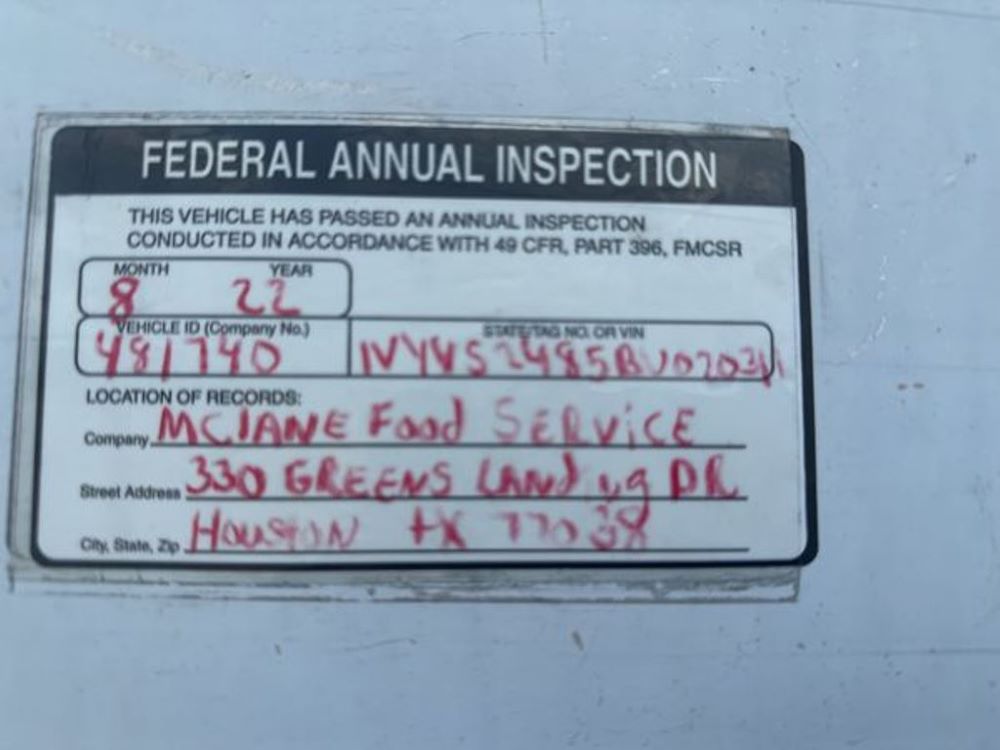 FEDERAL ANNUAL INSPECTION
THIS VEHICLE HAS PASSED AN ANNUAL INSPECTION
CONDUCTED IN ACCORDANCE WITH 49 CFR, PART 396, FMCSR
MONTH YEAR
8 22
VEHICLE ID (Company No.) STATE/TAG NO. OR VIN
481740
LOCATION OF RECORDS:
Company MCLANE Food SERVICE
Street Address 330 GREENS LANDing DR
City, State, Zip HOUSTON tX 77038